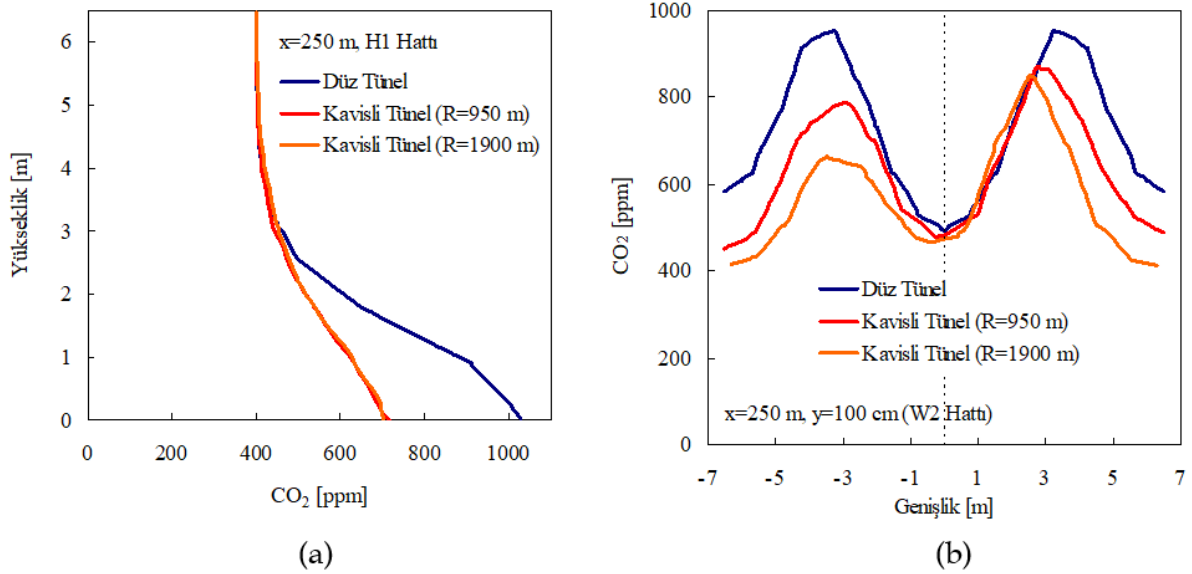 x=250 m, H1 Hattı
Düz Tünel
Kavisli Tünel (R=950 m)
Kavisli Tünel (R=1900 m)
Yükseklik [m]
6
5
4
3
2
1
0
0 200 400 600 800 1000
CO₂ [ppm]
(a)
CO₂ [ppm]
1000
800
600
400
200
0
Düz Tünel
Kavisli Tünel (R=950 m)
Kavisli Tünel (R=1900 m)
x=250 m, y=100 cm (W2 Hattı)
-7 -5 -3 -1 1 3 5 7
Genişlik [m]
(b)